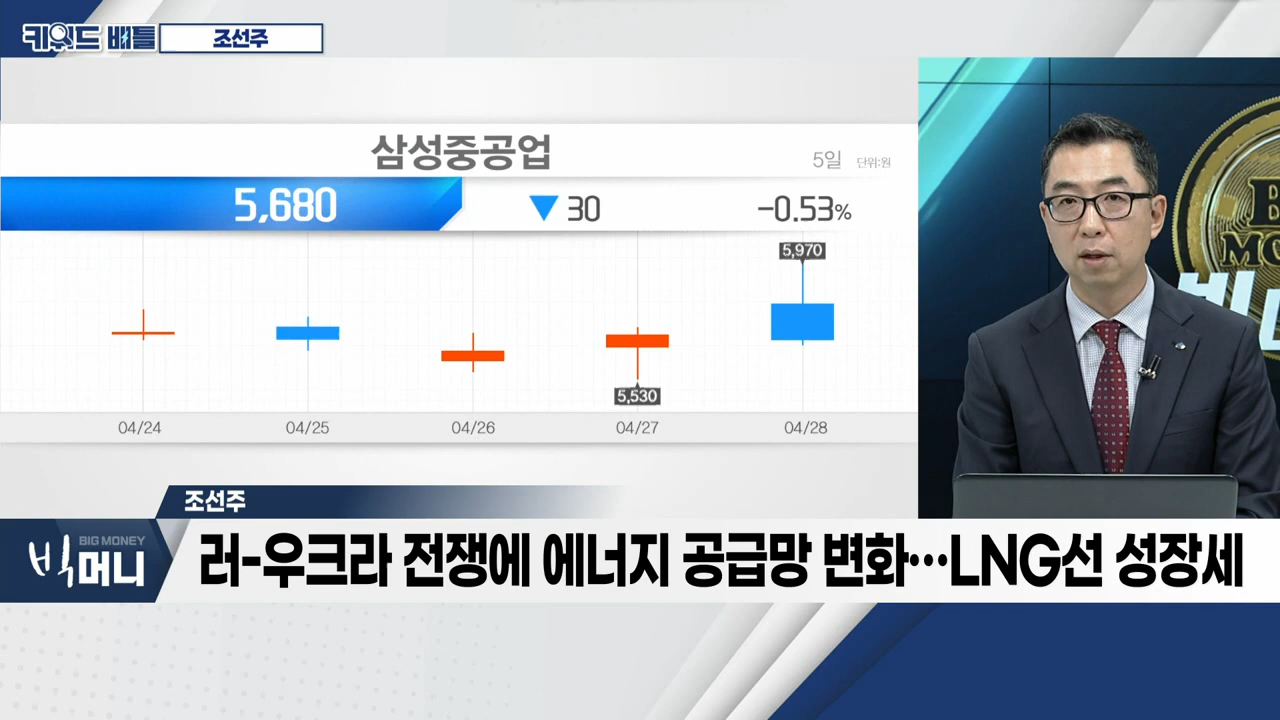 키워드 배틀
조선주
삼성중공업
5일 단위:원
5,680 ▼ 30 -0.53%
5,970
5,530
04/24 04/25 04/26 04/27 04/28
조선주
BIG MONEY
빅머니
러-우크라 전쟁에 에너지 공급망 변화…LNG선 성장세